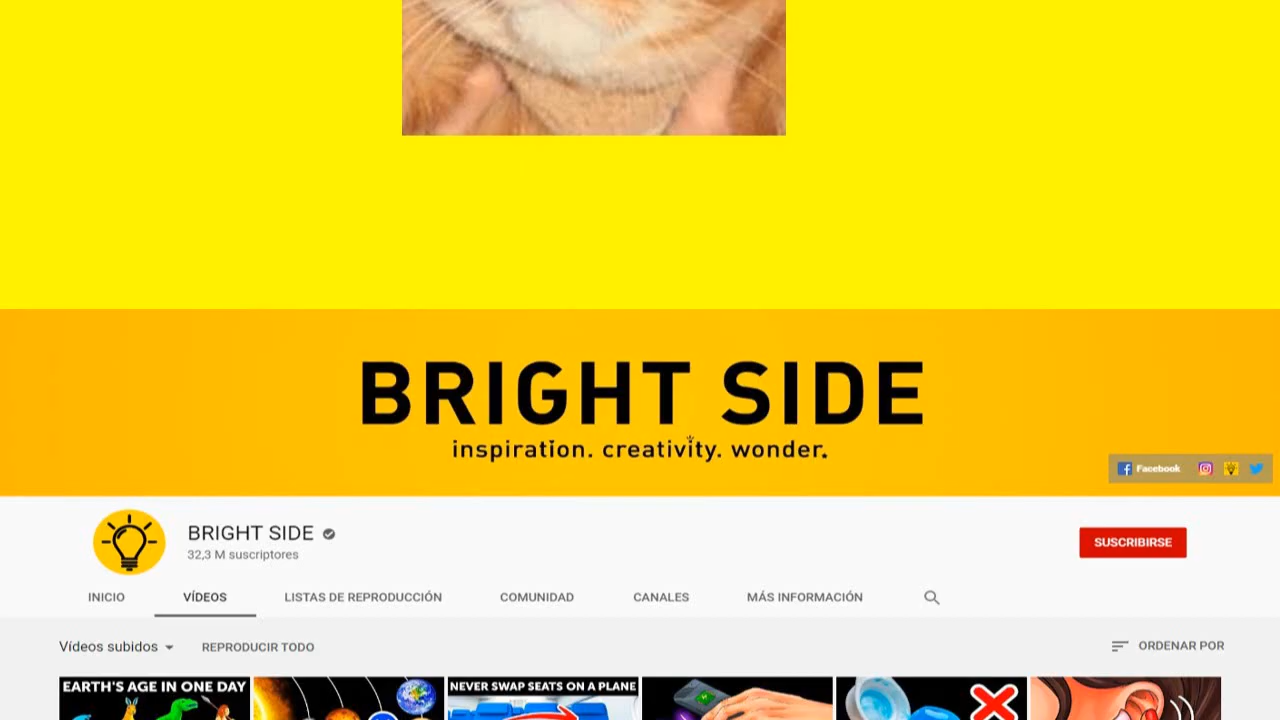 BRIGHT SIDE
inspiration. creativity. wonder.
Facebook
BRIGHT SIDE
32,3 M suscriptores
SUSCRIBIRSE
INICIO VÍDEOS LISTAS DE REPRODUCCIÓN COMUNIDAD CANALES MÁS INFORMACIÓN
Vídeos subidos REPRODUCIR TODO ORDENAR POR
EARTH'S AGE IN ONE DAY
NEVER SWAP SEATS ON A PLANE